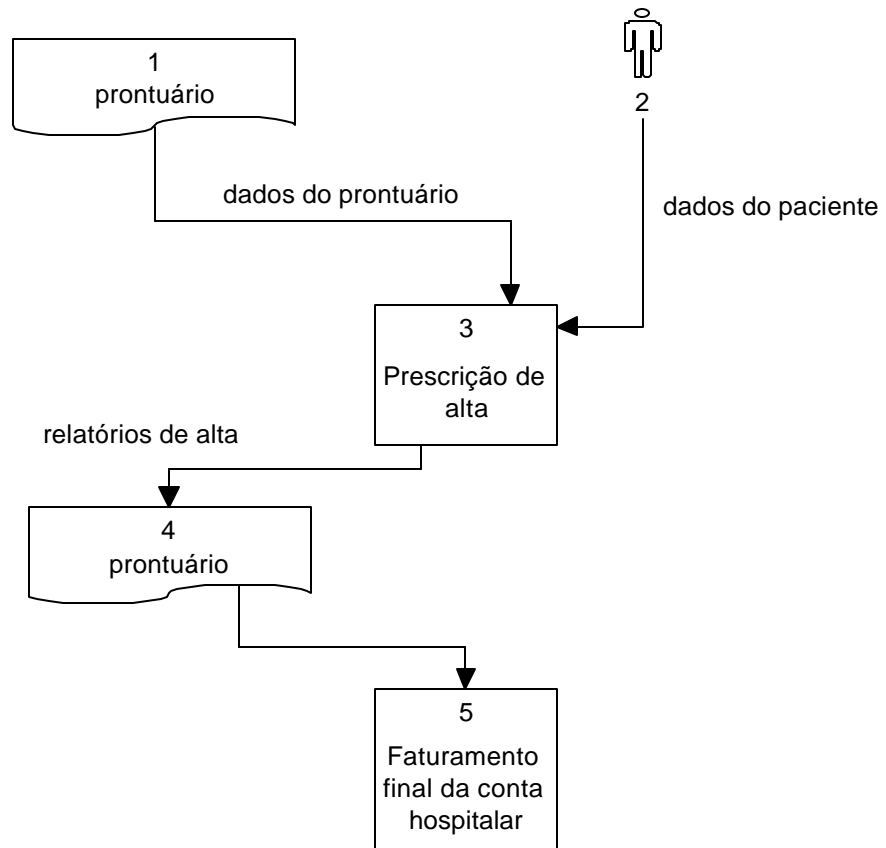 1
prontuário
2
dados do prontuário
dados do paciente
3
Prescrição de
alta
relatórios de alta
4
prontuário
5
Faturamento
final da conta
hospitalar